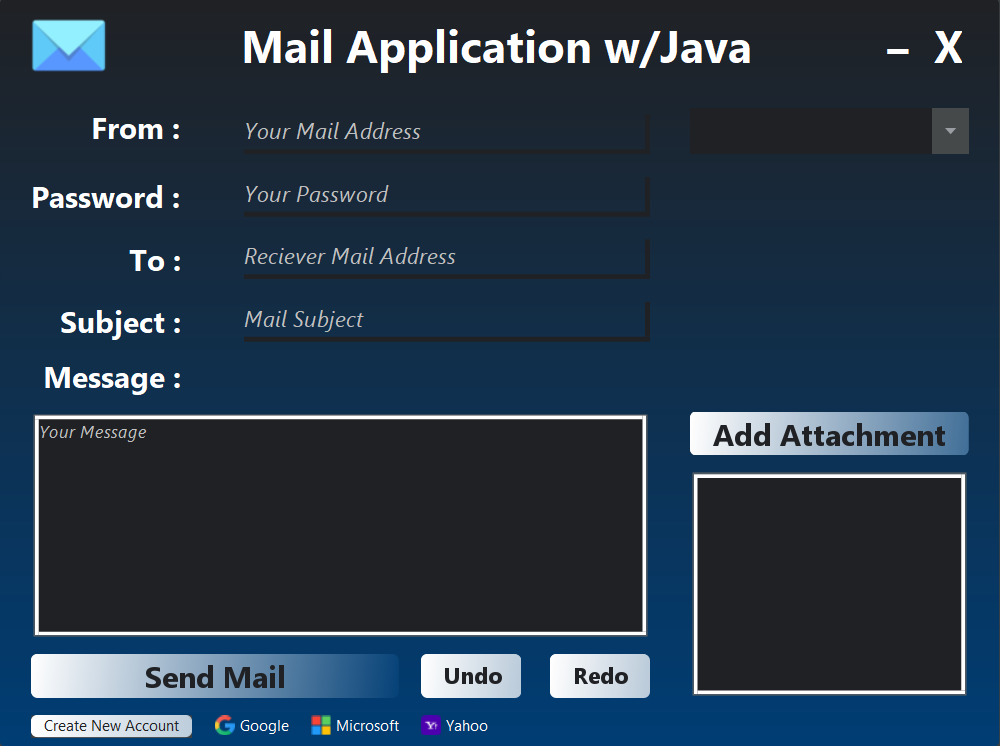 Mail Application w/Java
– X
From :
Your Mail Address
Password :
Your Password
To :
Reciever Mail Address
Subject :
Mail Subject
Message :
Your Message
Add Attachment
Send Mail
Undo
Redo
Create New Account
Google
Microsoft
Y!
Yahoo